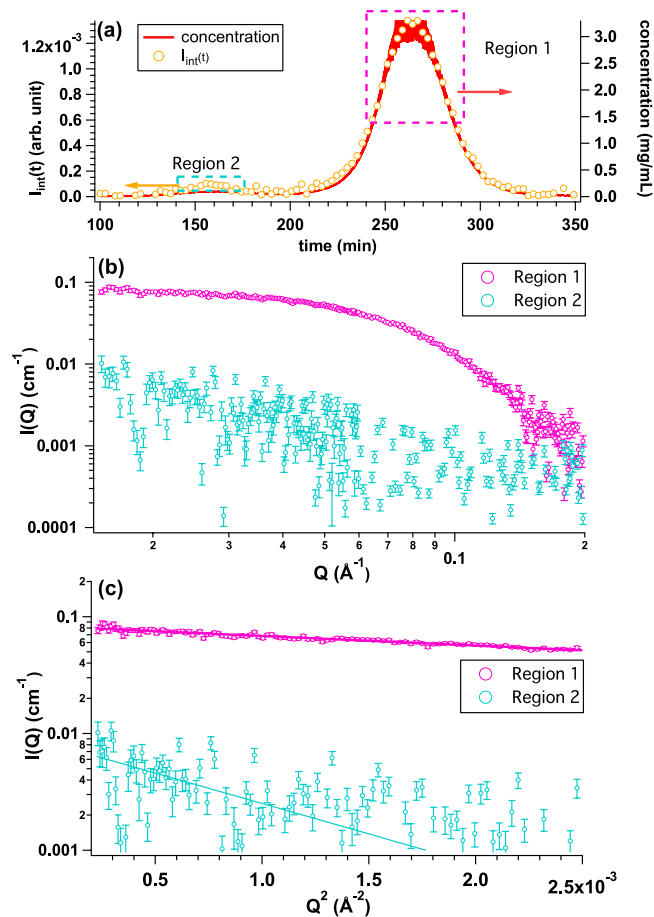 (a)
concentration
I_int(t)
Region 1
Region 2
1.2×10⁻³
1.0
0.8
0.6
0.4
0.2
0.0
I_int(t) (arb. unit)
3.0
2.5
2.0
1.5
1.0
0.5
0.0
concentration (mg/mL)
100 150 200 250 300 350
time (min)
(b)
Region 1
Region 2
0.1
0.01
0.001
0.0001
I(Q) (cm⁻¹)
2 3 4 5 6 7 8 9 0.1 2
Q (Å⁻¹)
(c)
Region 1
Region 2
2
0.1
8
6
4
2
0.01
8
6
4
2
0.001
I(Q) (cm⁻¹)
0.5 1.0 1.5 2.0 2.5×10⁻³
Q² (Å⁻²)